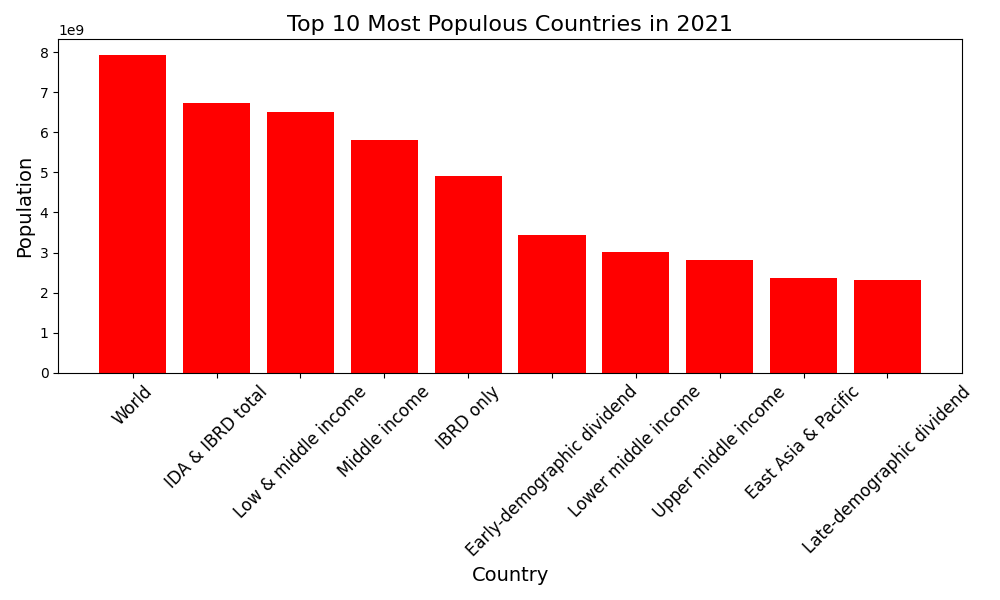 Top 10 Most Populous Countries in 2021
1e9
8
7
6
5
4
3
2
1
0
Population
World
IDA & IBRD total
Low & middle income
Middle income
IBRD only
Early-demographic dividend
Lower middle income
Upper middle income
East Asia & Pacific
Late-demographic dividend
Country